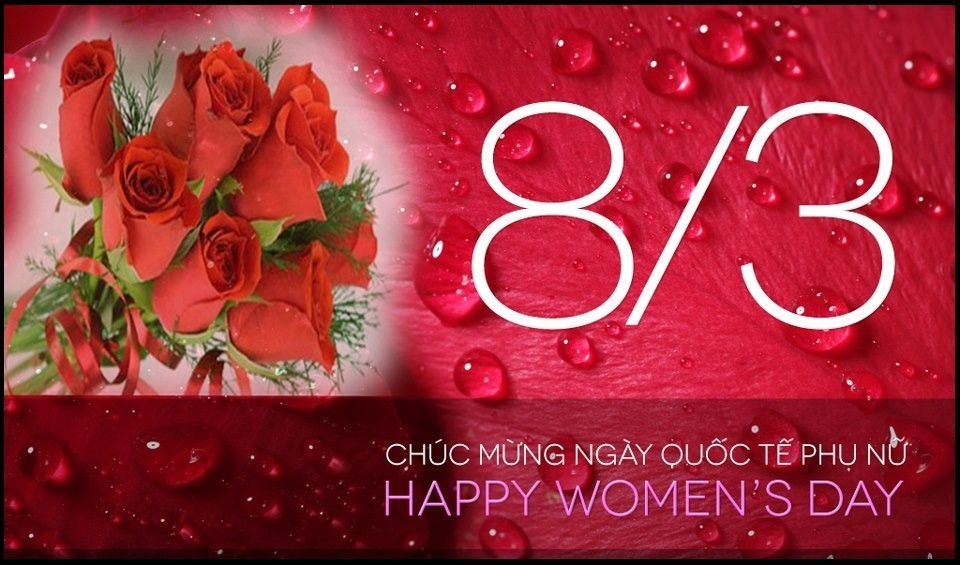 8/3
CHÚC MỪNG NGÀY QUỐC TẾ PHỤ NỮ
HAPPY WOMEN'S DAY